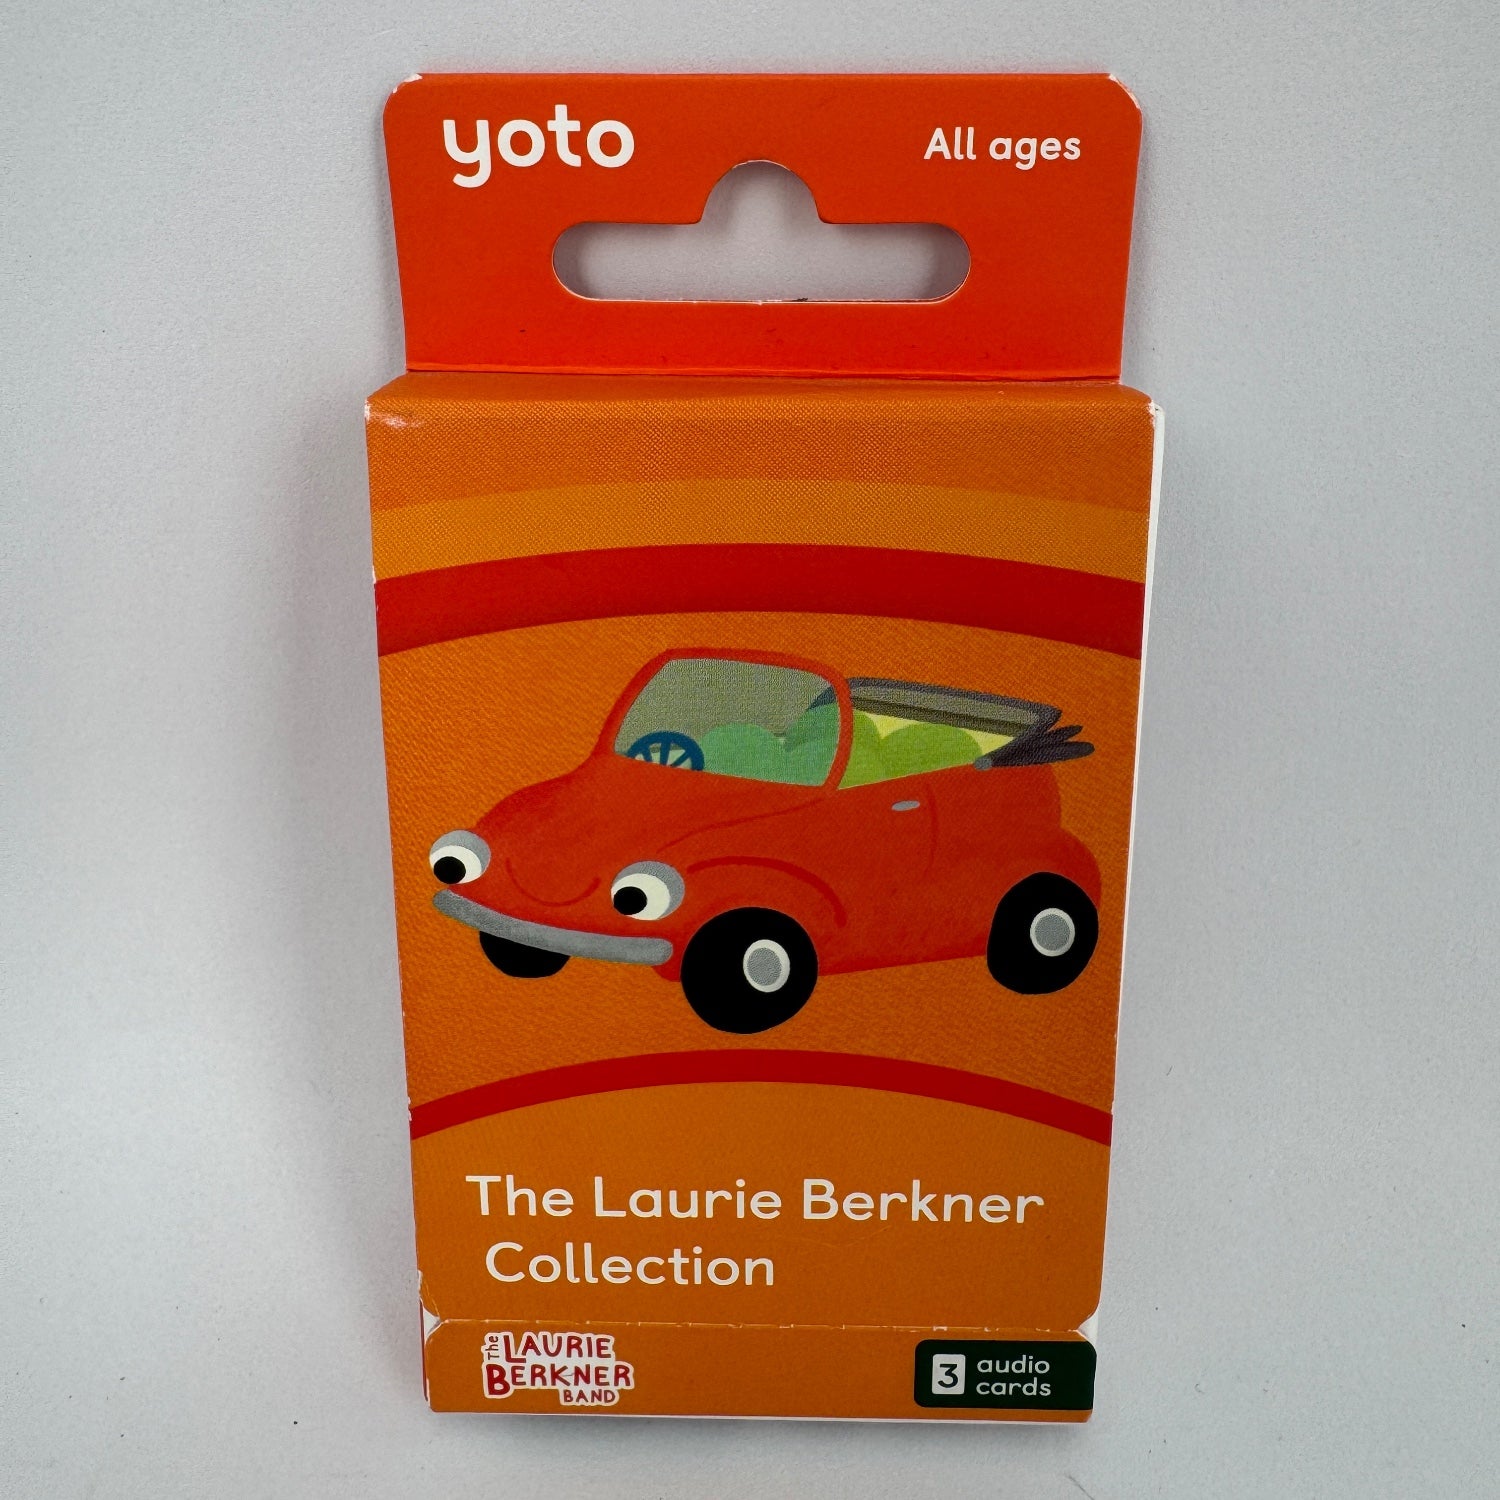 yoto
All ages
The Laurie Berkner
Collection
The LAURIE
BERKNER
BAND
3 audio
cards